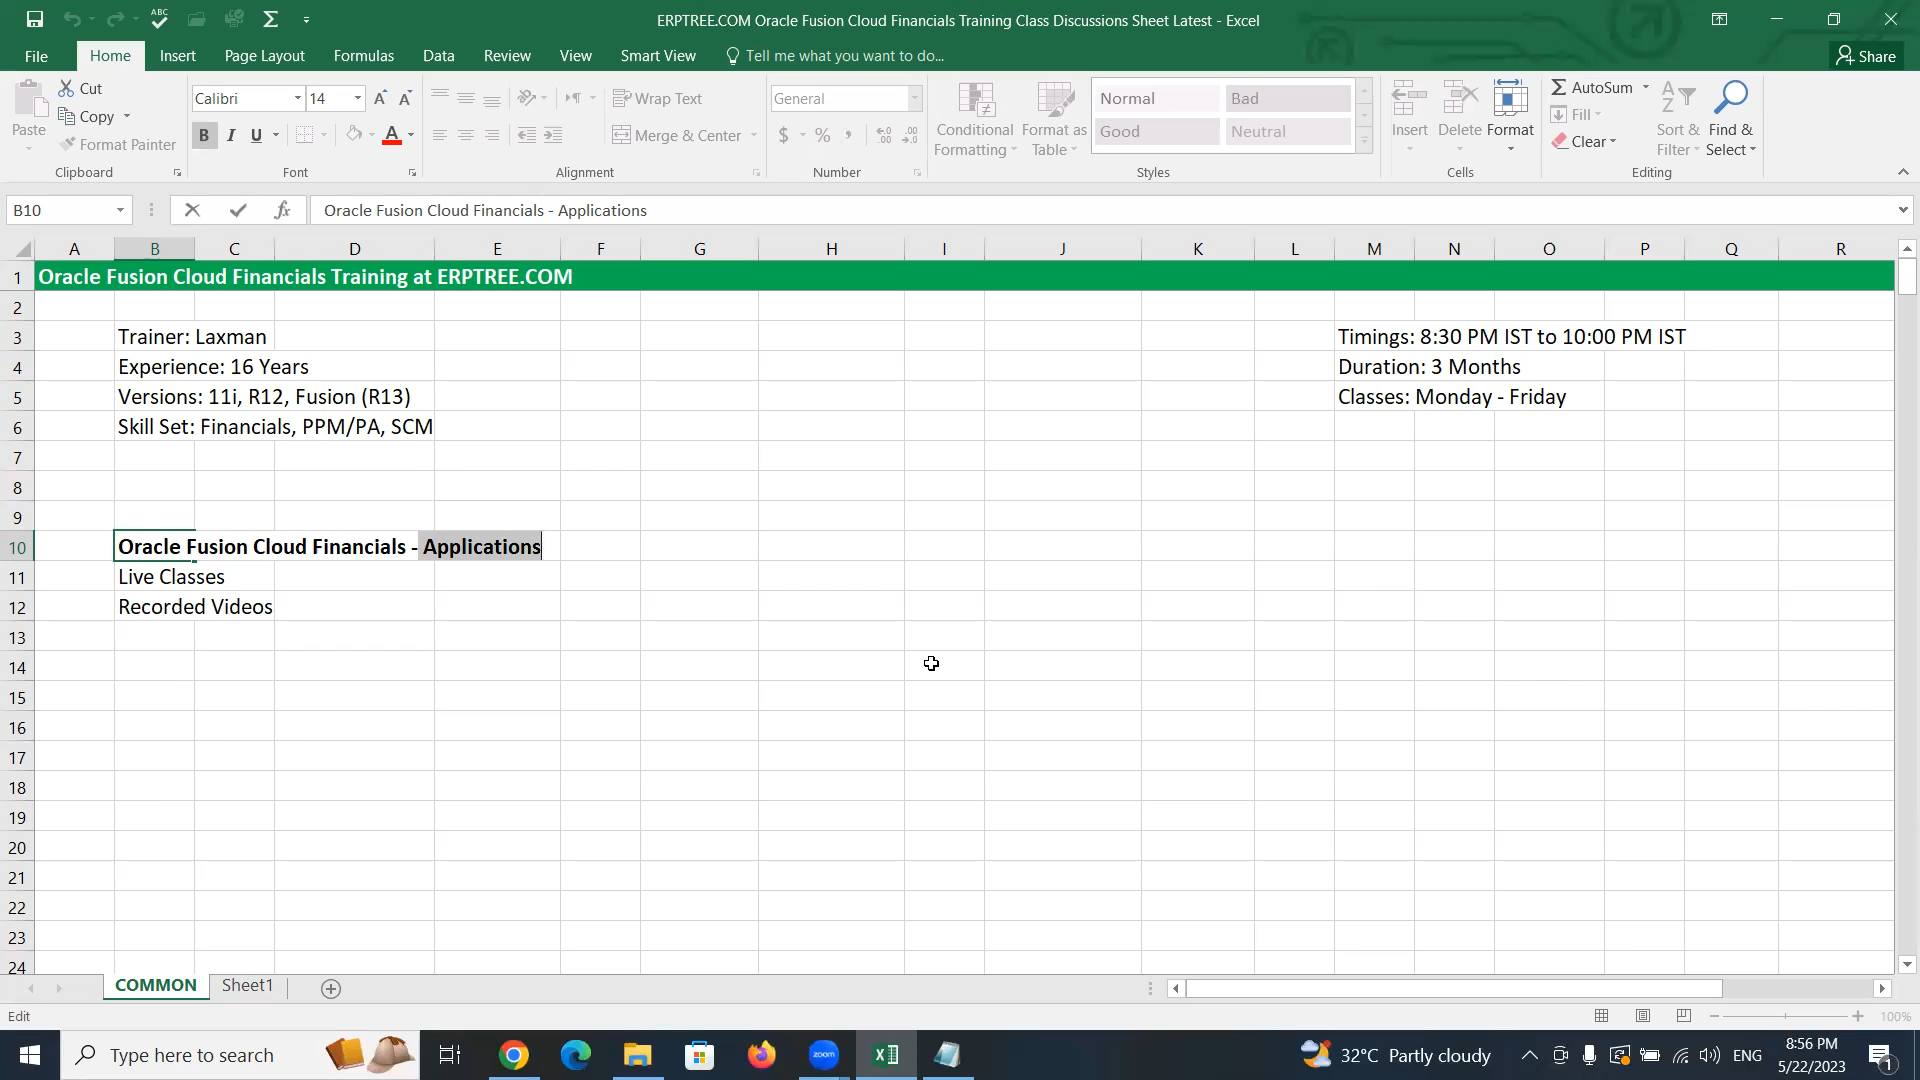 ABC
ERPTREE.COM Oracle Fusion Cloud Financials Training Class Discussions Sheet Latest - Excel
File Home Insert Page Layout Formulas Data Review View Smart View Tell me what you want to do... Share
Paste Cut Copy Format Painter
Calibri 14 A A
B I U A
Wrap Text
Merge & Center
General
$ % ,
Conditional Formatting Format as Table
Normal Bad
Good Neutral
Insert Delete Format
AutoSum
Fill
Clear
Sort & Filter Find & Select
Clipboard Font Alignment Number Styles Cells Editing
B10 fx Oracle Fusion Cloud Financials - Applications
A B C D E F G H I J K L M N O P Q R
1 Oracle Fusion Cloud Financials Training at ERPTREE.COM
2
3 Trainer: Laxman Timings: 8:30 PM IST to 10:00 PM IST
4 Experience: 16 Years Duration: 3 Months
5 Versions: 11i, R12, Fusion (R13) Classes: Monday - Friday
6 Skill Set: Financials, PPM/PA, SCM
7
8
9
10 Oracle Fusion Cloud Financials - Applications
11 Live Classes
12 Recorded Videos
13
14
15
16
17
18
19
20
21
22
23
24
COMMON Sheet1
Edit 100%
Type here to search zoom 32°C Partly cloudy ENG 8:56 PM
5/22/2023 1